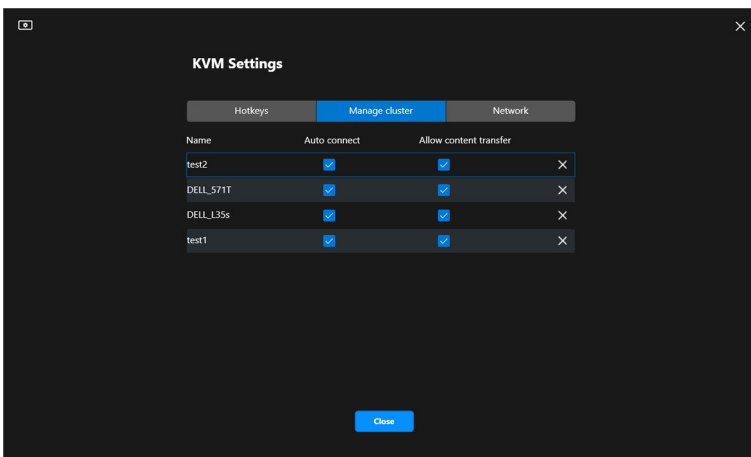 KVM Settings
Hotkeys Manage cluster Network
Name Auto connect Allow content transfer
test2
DELL_571T
DELL_L35s
test1
Close